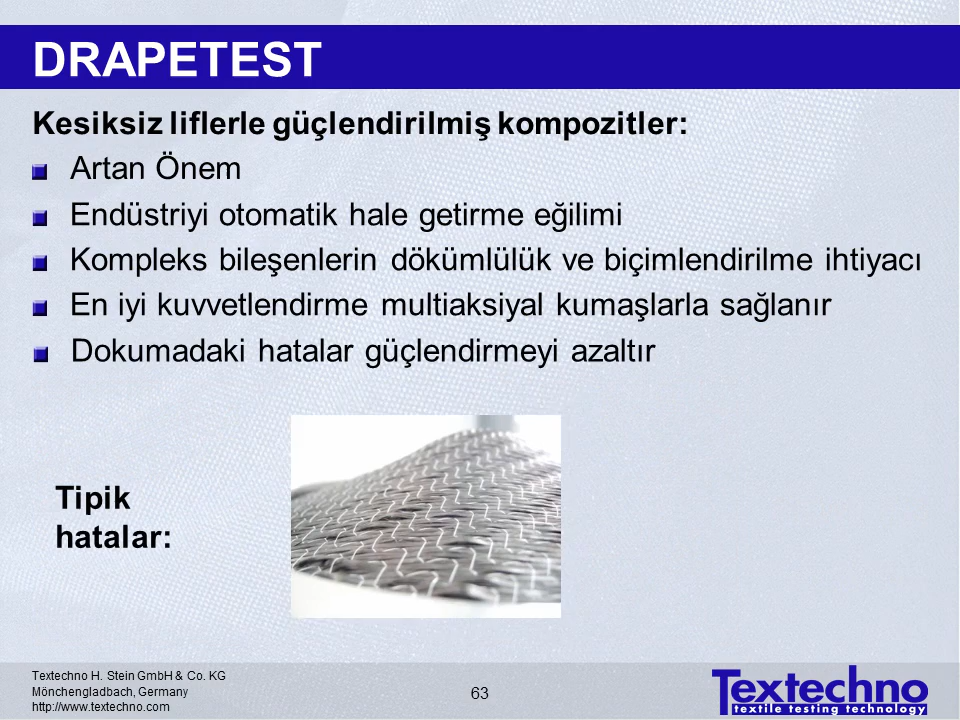 DRAPETEST
Kesiksiz liflerle güçlendirilmiş kompozitler:
Artan Önem
Endüstriyi otomatik hale getirme eğilimi
Kompleks bileşenlerin dökümlülük ve biçimlendirilme ihtiyacı
En iyi kuvvetlendirme multiaksiyal kumaşlarla sağlanır
Dokumadaki hatalar güçlendirmeyi azaltır
Tipik
hatalar:
Textechno H. Stein GmbH & Co. KG
Mönchengladbach, Germany
http://www.textechno.com
63
Textechno
textile testing technology